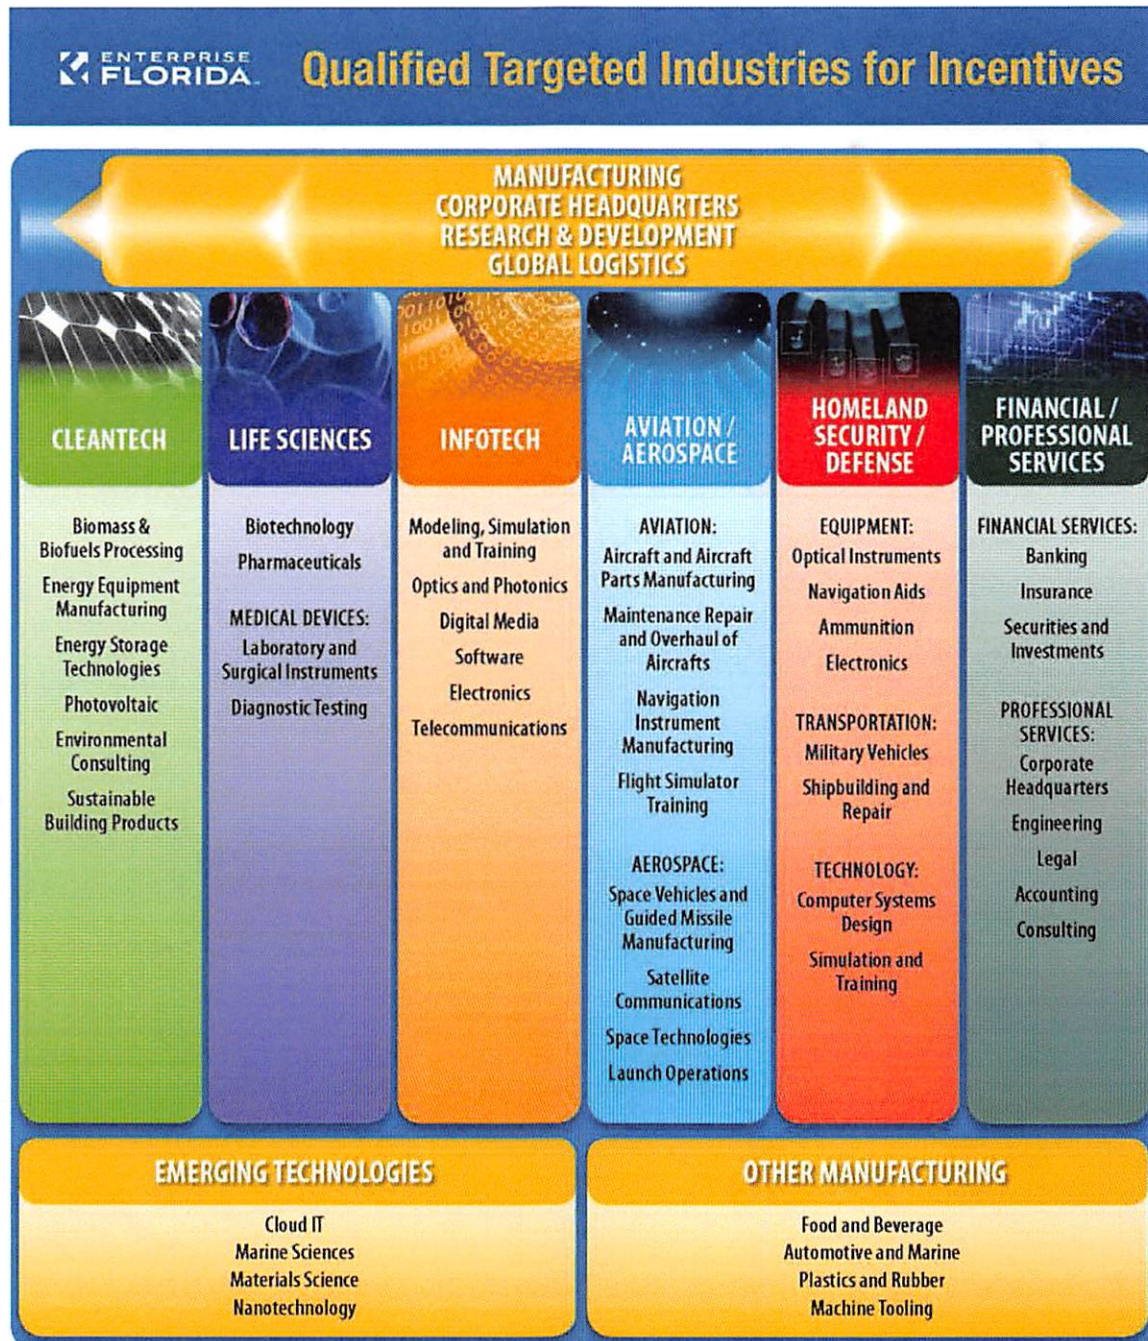 ENTERPRISE
FLORIDA
Qualified Targeted Industries for Incentives
MANUFACTURING
CORPORATE HEADQUARTERS
RESEARCH & DEVELOPMENT
GLOBAL LOGISTICS
CLEANTECH
Biomass &
Biofuels Processing
Energy Equipment
Manufacturing
Energy Storage
Technologies
Photovoltaic
Environmental
Consulting
Sustainable
Building Products
LIFE SCIENCES
Biotechnology
Pharmaceuticals
MEDICAL DEVICES:
Laboratory and
Surgical Instruments
Diagnostic Testing
INFOTECH
Modeling, Simulation
and Training
Optics and Photonics
Digital Media
Software
Electronics
Telecommunications
AVIATION /
AEROSPACE
AVIATION:
Aircraft and Aircraft
Parts Manufacturing
Maintenance Repair
and Overhaul of
Aircrafts
Navigation
Instrument
Manufacturing
Flight Simulator
Training
AEROSPACE:
Space Vehicles and
Guided Missile
Manufacturing
Satellite
Communications
Space Technologies
Launch Operations
HOMELAND
SECURITY /
DEFENSE
EQUIPMENT:
Optical Instruments
Navigation Aids
Ammunition
Electronics
TRANSPORTATION:
Military Vehicles
Shipbuilding and
Repair
TECHNOLOGY:
Computer Systems
Design
Simulation and
Training
FINANCIAL /
PROFESSIONAL
SERVICES
FINANCIAL SERVICES:
Banking
Insurance
Securities and
Investments
PROFESSIONAL
SERVICES:
Corporate
Headquarters
Engineering
Legal
Accounting
Consulting
EMERGING TECHNOLOGIES
Cloud IT
Marine Sciences
Materials Science
Nanotechnology
OTHER MANUFACTURING
Food and Beverage
Automotive and Marine
Plastics and Rubber
Machine Tooling